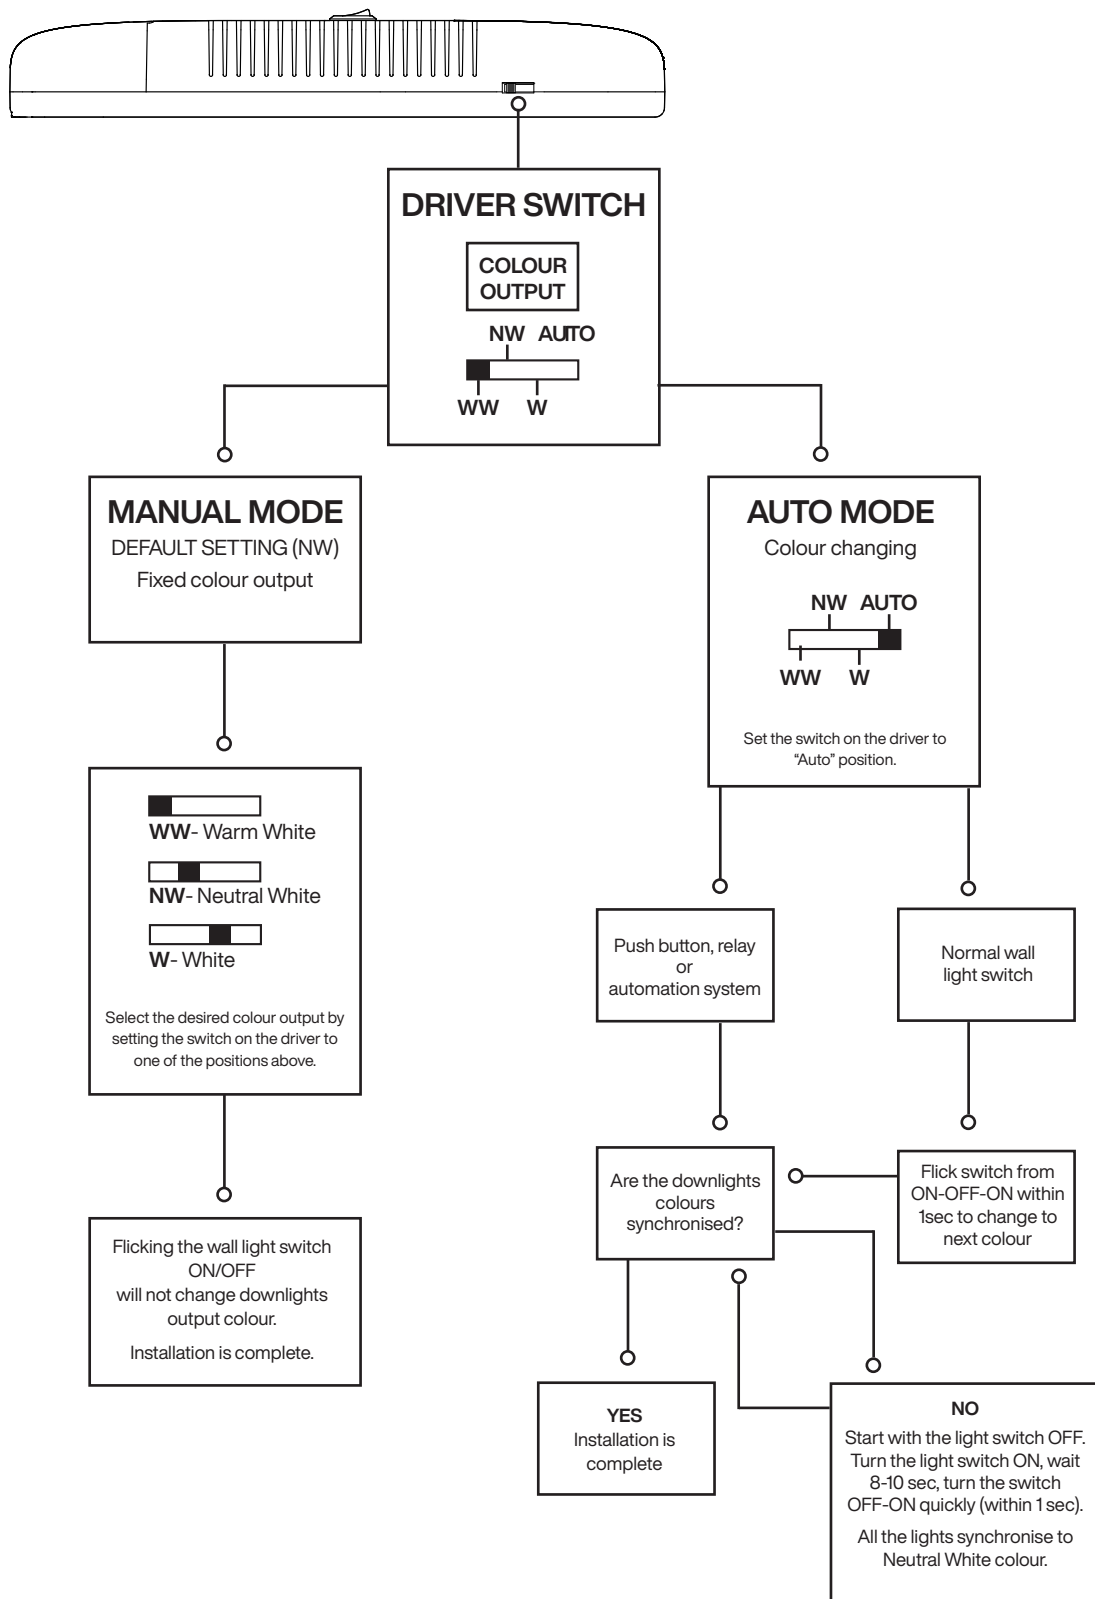 DRIVER SWITCH
COLOUR
OUTPUT
NW AUTO
WW W
MANUAL MODE
DEFAULT SETTING (NW)
Fixed colour output
WW- Warm White
NW- Neutral White
W- White
Select the desired colour output by
setting the switch on the driver to
one of the positions above.
Flicking the wall light switch
ON/OFF
will not change downlights
output colour.
Installation is complete.
AUTO MODE
Colour changing
NW AUTO
WW W
Set the switch on the driver to
“Auto” position.
Push button, relay
or
automation system
Normal wall
light switch
Are the downlights
colours
synchronised?
Flick switch from
ON-OFF-ON within
1sec to change to
next colour
YES
Installation is
complete
NO
Start with the light switch OFF.
Turn the light switch ON, wait
8-10 sec, turn the switch
OFF-ON quickly (within 1 sec).
All the lights synchronise to
Neutral White colour.